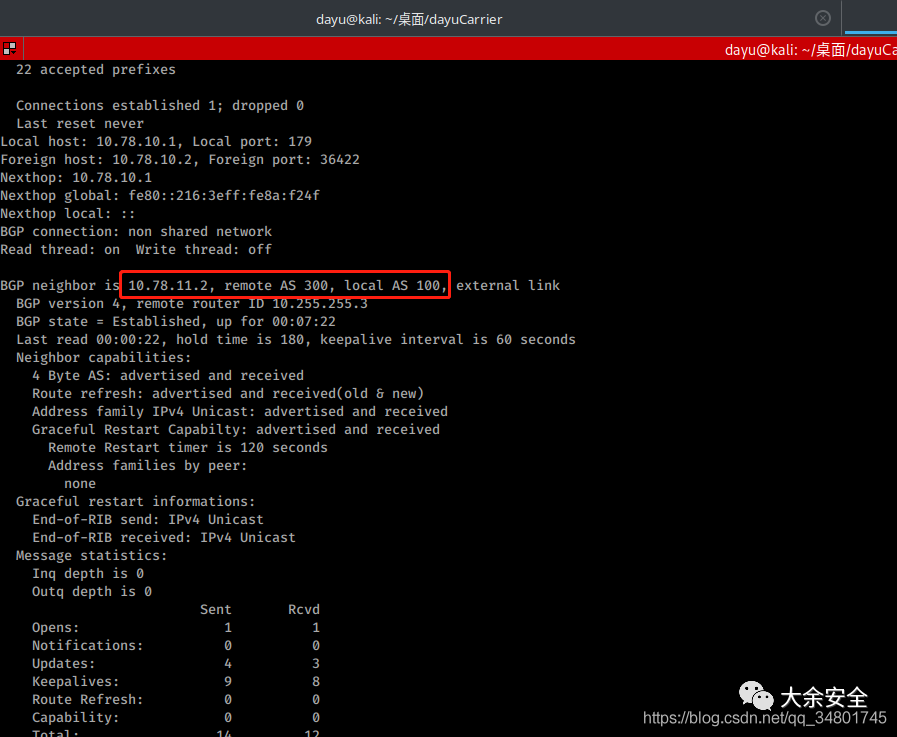 dayu@kali: ~/桌面/dayuCarrier
dayu@kali: ~/桌面/dayuCa
22 accepted prefixes
Connections established 1; dropped 0
Last reset never
Local host: 10.78.10.1, Local port: 179
Foreign host: 10.78.10.2, Foreign port: 36422
Nexthop: 10.78.10.1
Nexthop global: fe80::216:3eff:fe8a:f24f
Nexthop local: ::
BGP connection: non shared network
Read thread: on  Write thread: off
BGP neighbor is 10.78.11.2, remote AS 300, local AS 100, external link
BGP version 4, remote router ID 10.255.255.3
BGP state = Established, up for 00:07:22
Last read 00:00:22, hold time is 180, keepalive interval is 60 seconds
Neighbor capabilities:
4 Byte AS: advertised and received
Route refresh: advertised and received(old & new)
Address family IPv4 Unicast: advertised and received
Graceful Restart Capabilty: advertised and received
Remote Restart timer is 120 seconds
Address families by peer:
none
Graceful restart informations:
End-of-RIB send: IPv4 Unicast
End-of-RIB received: IPv4 Unicast
Message statistics:
Inq depth is 0
Outq depth is 0
Sent Rcvd
Opens: 1 1
Notifications: 0 0
Updates: 4 3
Keepalives: 9 8
Route Refresh: 0 0
Capability: 0 0
Total: 14 12
大余安全
https://blog.csdn.net/qq_34801745